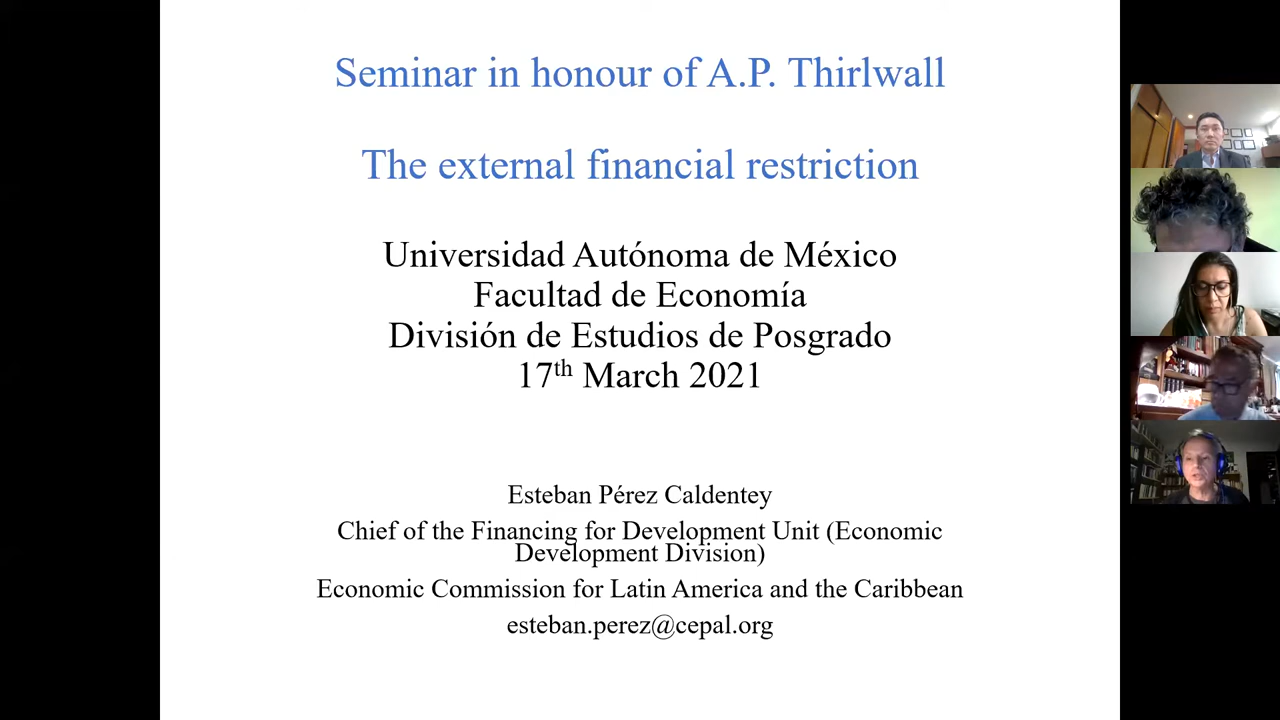 Seminar in honour of A.P. Thirlwall
The external financial restriction
Universidad Autónoma de México
Facultad de Economía
División de Estudios de Posgrado
17th March 2021
Esteban Pérez Caldentey
Chief of the Financing for Development Unit (Economic
Development Division)
Economic Commission for Latin America and the Caribbean
esteban.perez@cepal.org